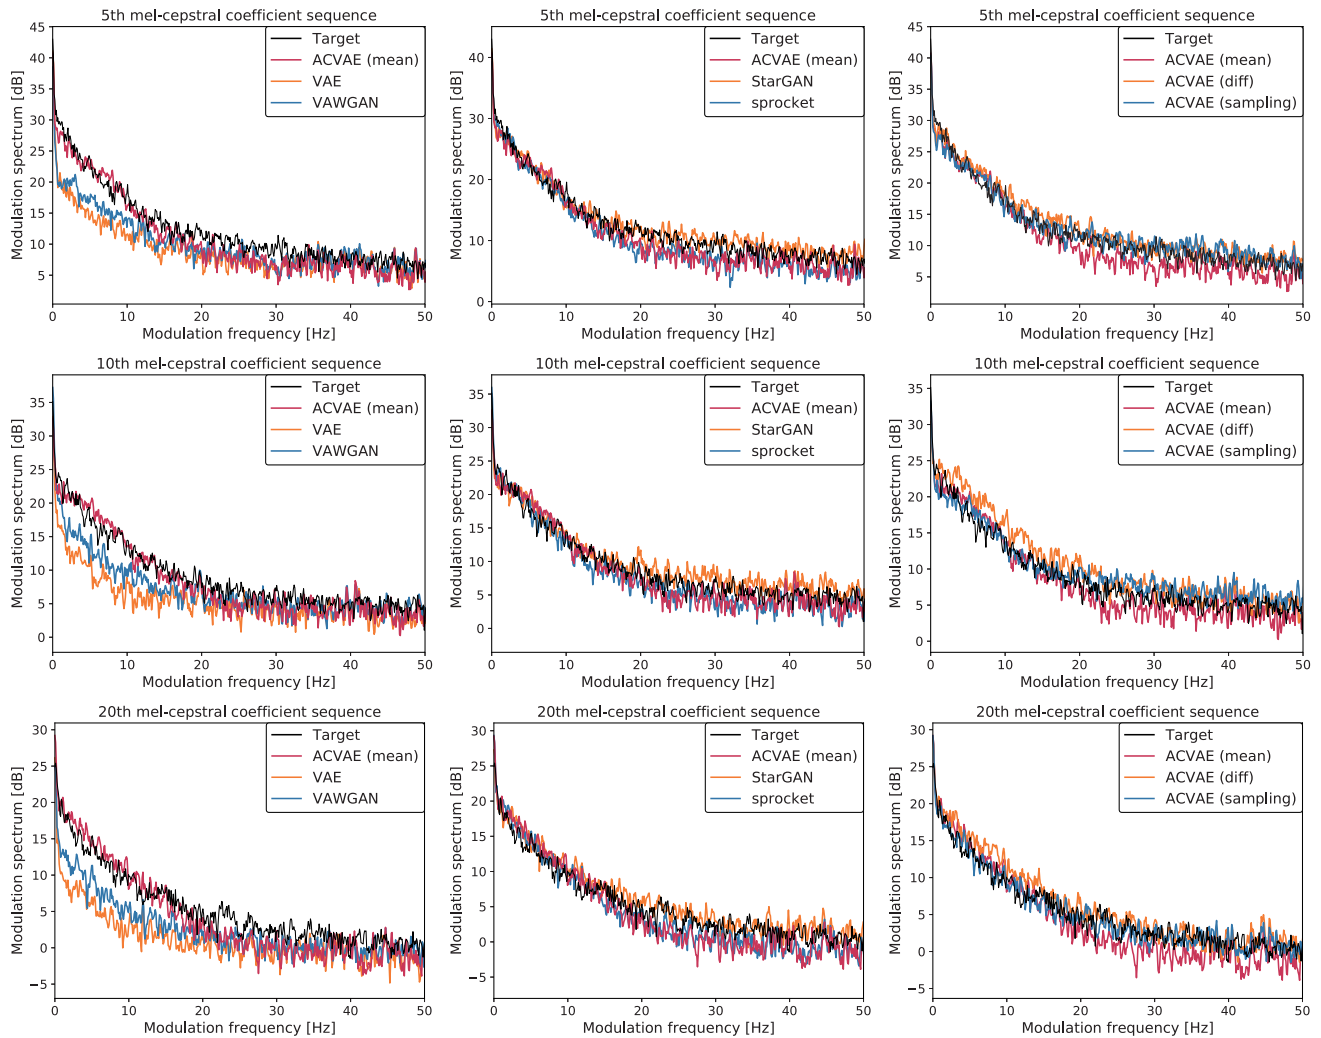 5th mel-cepstral coefficient sequence
Modulation spectrum [dB]
45
40
35
30
25
20
15
10
5
0
10
20
30
40
50
Modulation frequency [Hz]
Target
ACVAE (mean)
VAE
VAWGAN
5th mel-cepstral coefficient sequence
Modulation spectrum [dB]
40
30
20
10
0
0
10
20
30
40
50
Modulation frequency [Hz]
Target
ACVAE (mean)
StarGAN
sprocket
5th mel-cepstral coefficient sequence
Modulation spectrum [dB]
45
40
35
30
25
20
15
10
5
0
10
20
30
40
50
Modulation frequency [Hz]
Target
ACVAE (mean)
ACVAE (diff)
ACVAE (sampling)
10th mel-cepstral coefficient sequence
Modulation spectrum [dB]
35
30
25
20
15
10
5
0
0
10
20
30
40
50
Modulation frequency [Hz]
Target
ACVAE (mean)
VAE
VAWGAN
10th mel-cepstral coefficient sequence
Modulation spectrum [dB]
35
30
25
20
15
10
5
0
0
10
20
30
40
50
Modulation frequency [Hz]
Target
ACVAE (mean)
StarGAN
sprocket
10th mel-cepstral coefficient sequence
Modulation spectrum [dB]
35
30
25
20
15
10
5
0
0
10
20
30
40
50
Modulation frequency [Hz]
Target
ACVAE (mean)
ACVAE (diff)
ACVAE (sampling)
20th mel-cepstral coefficient sequence
Modulation spectrum [dB]
30
25
20
15
10
5
0
−5
0
10
20
30
40
50
Modulation frequency [Hz]
Target
ACVAE (mean)
VAE
VAWGAN
20th mel-cepstral coefficient sequence
Modulation spectrum [dB]
30
25
20
15
10
5
0
−5
0
10
20
30
40
50
Modulation frequency [Hz]
Target
ACVAE (mean)
StarGAN
sprocket
20th mel-cepstral coefficient sequence
Modulation spectrum [dB]
30
25
20
15
10
5
0
−5
0
10
20
30
40
50
Modulation frequency [Hz]
Target
ACVAE (mean)
ACVAE (diff)
ACVAE (sampling)